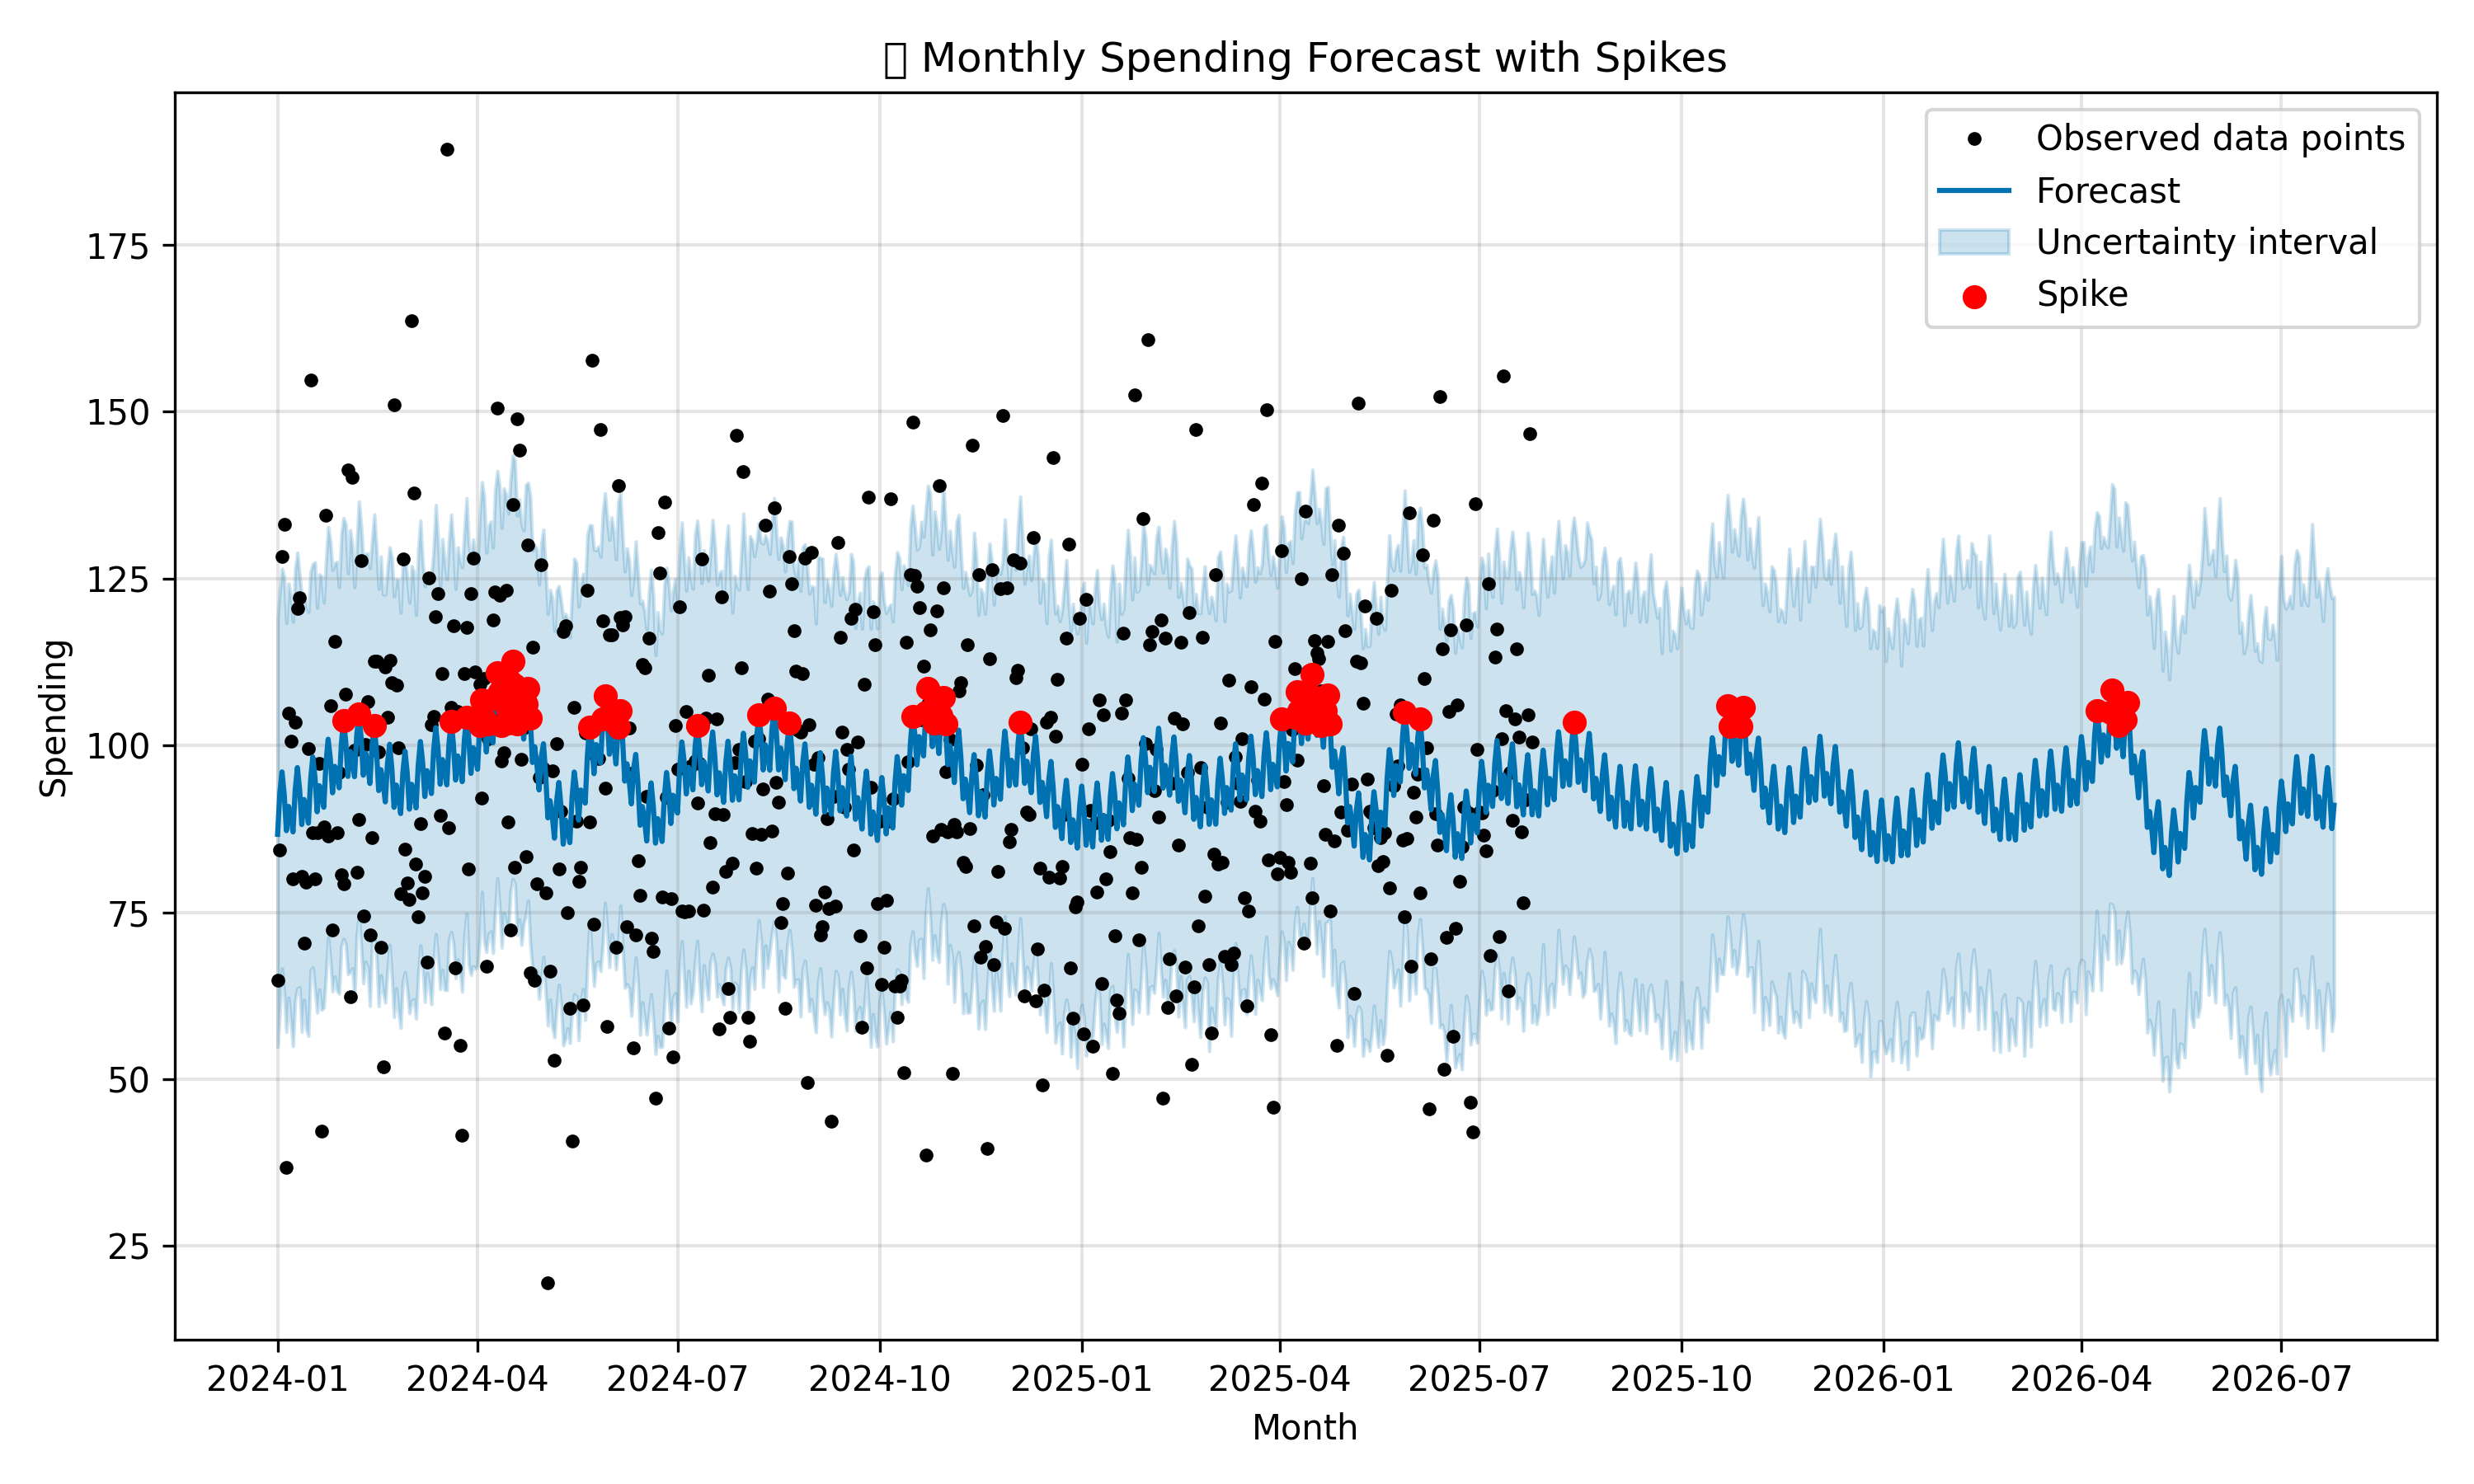 Monthly Spending Forecast with Spikes
Observed data points
Forecast
Uncertainty interval
Spike
175
150
125
100
75
50
25
Spending
2024-01 2024-04 2024-07 2024-10 2025-01 2025-04 2025-07 2025-10 2026-01 2026-04 2026-07
Month